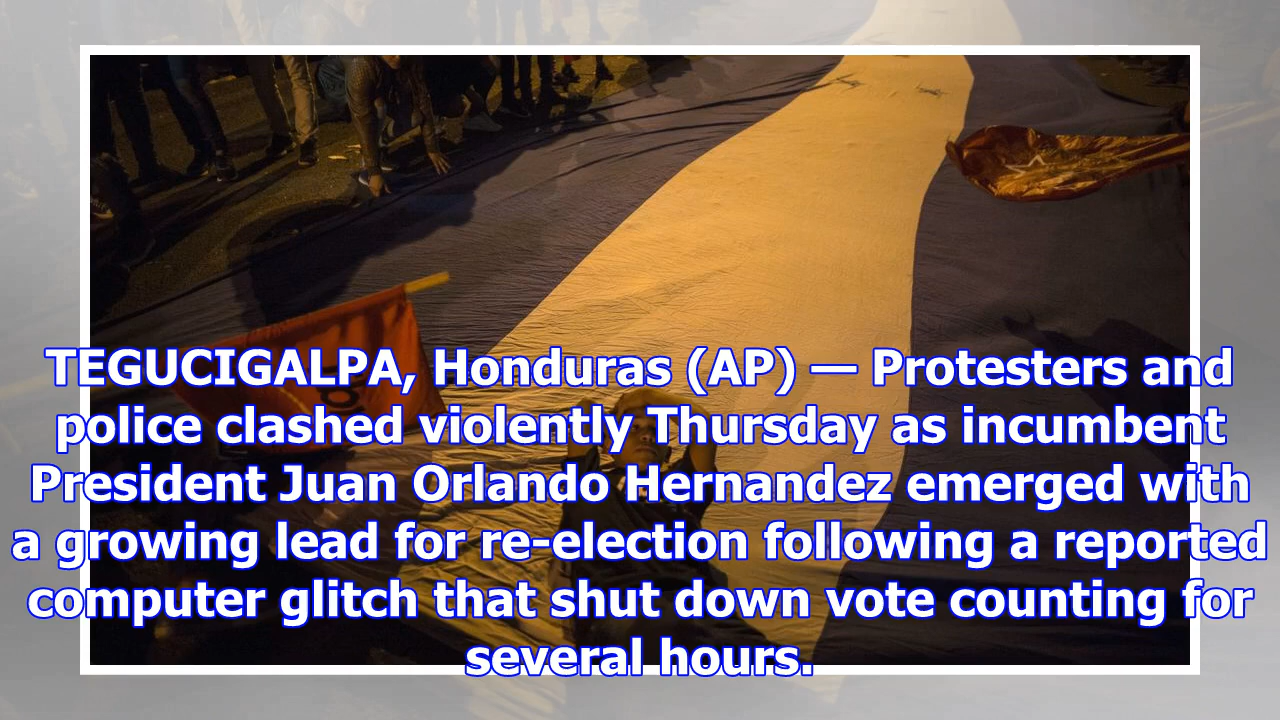 TEGUCIGALPA, Honduras (AP) — Protesters and
police clashed violently Thursday as incumbent
President Juan Orlando Hernandez emerged with
a growing lead for re-election following a reported
computer glitch that shut down vote counting for
several hours.